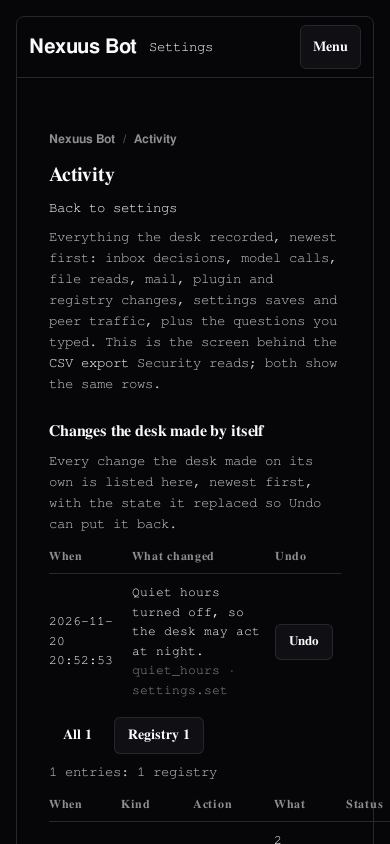 Nexuus Bot Settings Menu
Nexuus Bot / Activity
Activity
Back to settings
Everything the desk recorded, newest
first: inbox decisions, model calls,
file reads, mail, plugin and
registry changes, settings saves and
peer traffic, plus the questions you
typed. This is the screen behind the
CSV export Security reads; both show
the same rows.
Changes the desk made by itself
Every change the desk made on its
own is listed here, newest first,
with the state it replaced so Undo
can put it back.
When What changed Undo
Quiet hours
turned off, so
the desk may act
at night.
quiet_hours ·
settings.set
2026-11-
20
20:52:53
Undo
All 1 Registry 1
1 entries: 1 registry
When Kind Action What Status
2